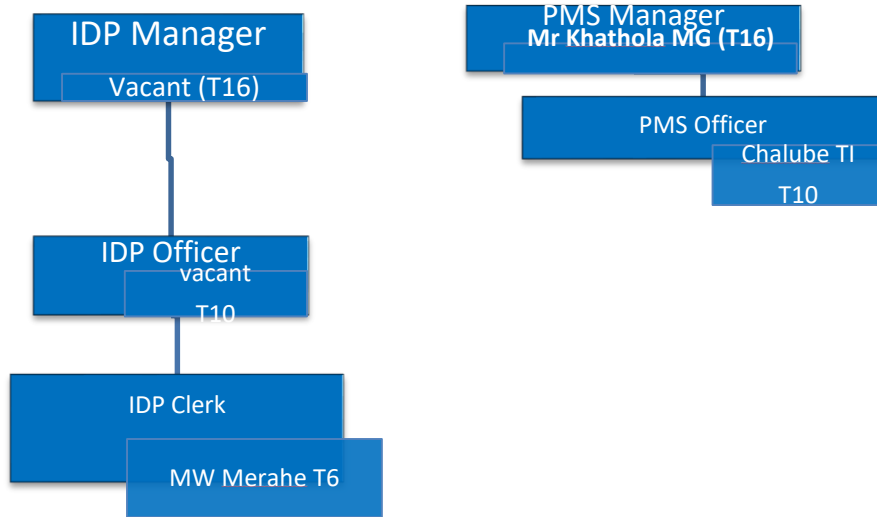 IDP Manager
Vacant (T16)
IDP Officer
vacant
T10
IDP Clerk
MW Merahe T6
PMS Manager
Mr Khathola MG (T16)
PMS Officer
Chalube TI
T10